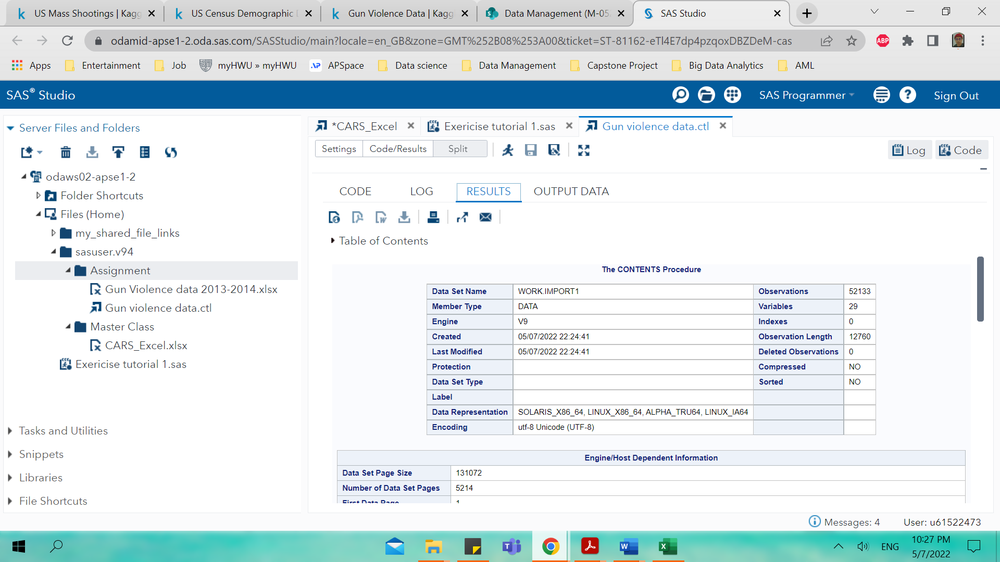 US Mass Shootings | Kagg
US Census Demographic
Gun Violence Data | Kagg
Data Management (M-05
SAS Studio
odamid-apse1-2.oda.sas.com/SASStudio/main?locale=en_GB&zone=GMT%252B08%253A00&ticket=ST-81162-eTl4E7dp4pzqoxDBZDeM-cas
ABP
Apps
Entertainment
Job
myHWU » myHWU
APSpace
Data science
Data Management
Capstone Project
Big Data Analytics
AML
SAS® Studio
SAS Programmer
Sign Out
Server Files and Folders
odaws02-apse1-2
Folder Shortcuts
Files (Home)
my_shared_file_links
sasuser.v94
Assignment
Gun Violence data 2013-2014.xlsx
Gun violence data.ctl
Master Class
CARS_Excel.xlsx
Exericise tutorial 1.sas
Tasks and Utilities
Snippets
Libraries
File Shortcuts
*CARS_Excel
Exericise tutorial 1.sas
Gun violence data.ctl
Settings
Code/Results
Split
Log
Code
CODE
LOG
RESULTS
OUTPUT DATA
Table of Contents
The CONTENTS Procedure
Data Set Name WORK.IMPORT1 Observations 52133
Member Type DATA Variables 29
Engine V9 Indexes 0
Created 05/07/2022 22:24:41 Observation Length 12760
Last Modified 05/07/2022 22:24:41 Deleted Observations 0
Protection Compressed NO
Data Set Type Sorted NO
Label
Data Representation SOLARIS_X86_64, LINUX_X86_64, ALPHA_TRU64, LINUX_IA64
Encoding utf-8 Unicode (UTF-8)
Engine/Host Dependent Information
Data Set Page Size 131072
Number of Data Set Pages 5214
First Data Page 1
Messages: 4
User: u61522473
ENG
10:27 PM
5/7/2022